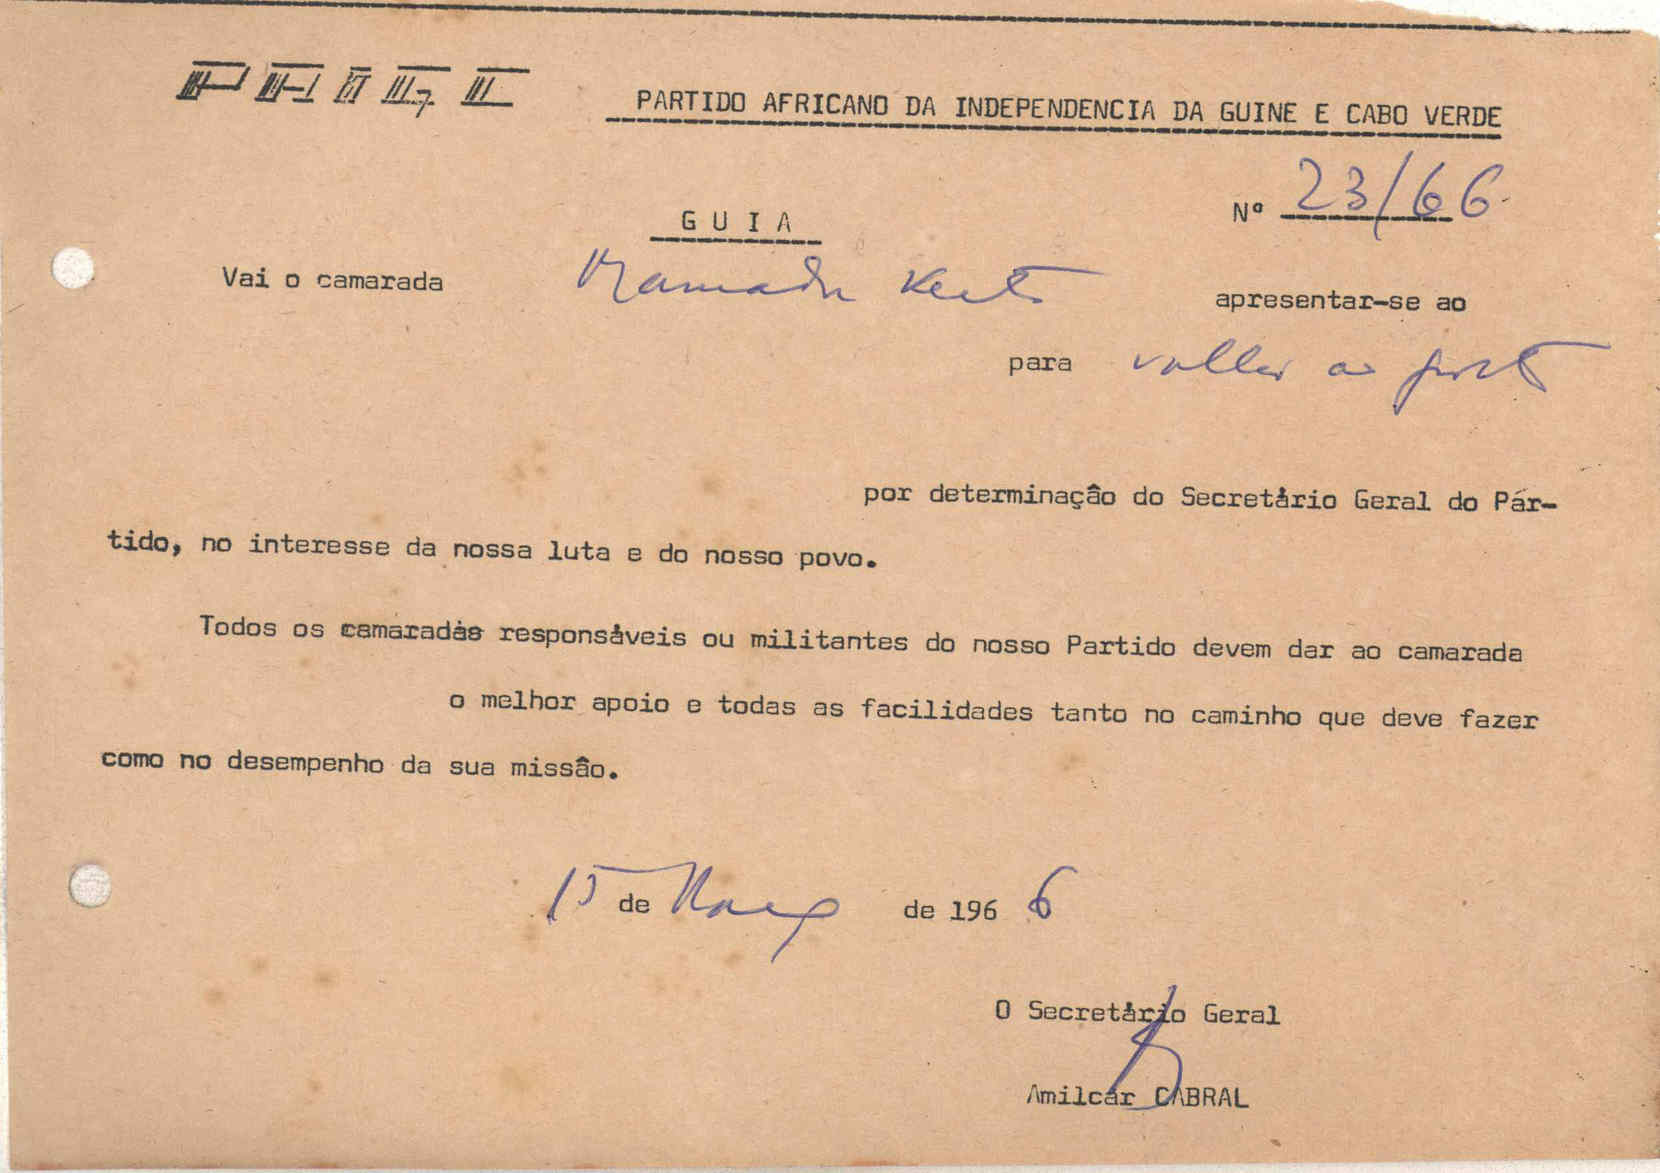 PAIGC
PARTIDO AFRICANO DA INDEPENDENCIA DA GUINE E CABO VERDE
Nº 23/66
GUIA
Vai o camarada Mamadu Keita apresentar-se ao
para voltar ao
por determinação do Secretário Geral do Par-
tido, no interesse da nossa luta e do nosso povo.
Todos os camaradas responsáveis ou militantes do nosso Partido devem dar ao camarada
o melhor apoio e todas as facilidades tanto no caminho que deve fazer
como no desempenho da sua missão.
15 de Março de 1966
O Secretário Geral
Amilcar CABRAL